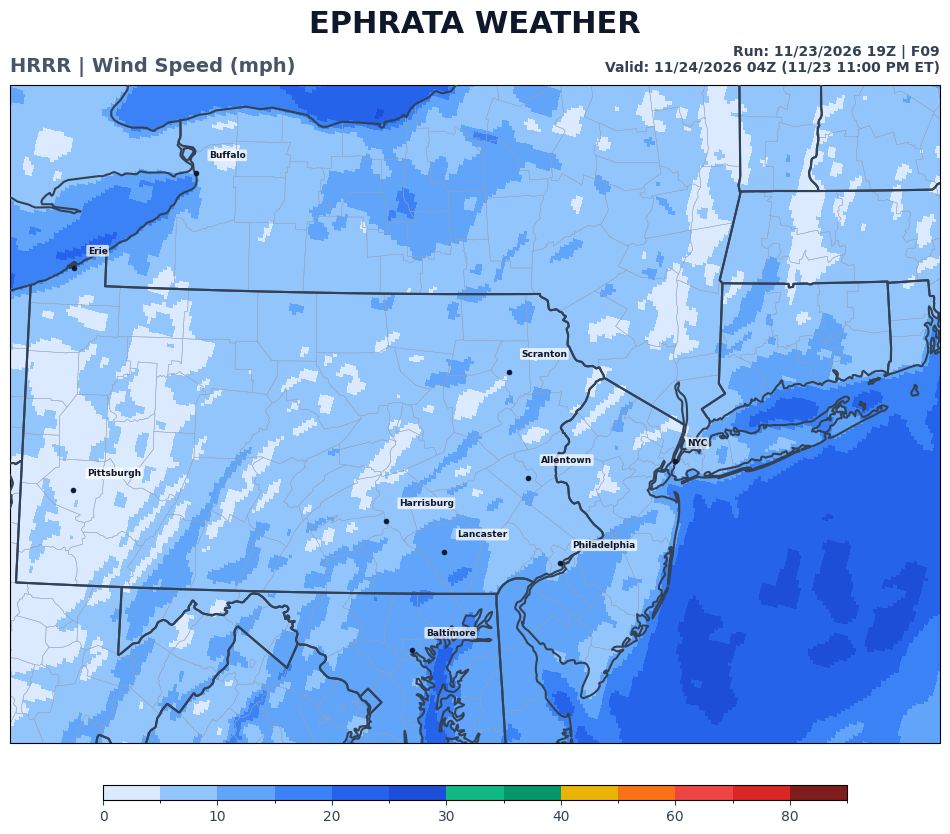 EPHRATA WEATHER
HRRR | Wind Speed (mph)
Run: 11/23/2026 19Z | F09
Valid: 11/24/2026 04Z (11/23 11:00 PM ET)
Buffalo
Erie
Scranton
NYC
Allentown
Pittsburgh
Harrisburg
Lancaster
Philadelphia
Baltimore
0 10 20 30 40 60 80